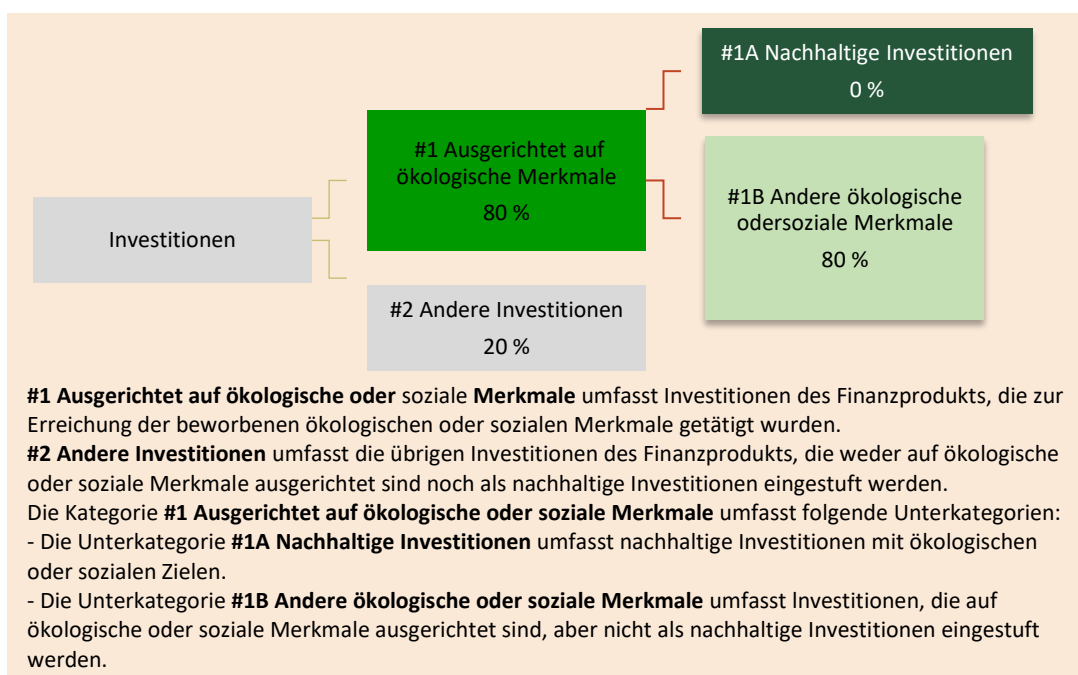 #1A Nachhaltige Investitionen
0 %
#1 Ausgerichtet auf
ökologische Merkmale
80 %
#1B Andere ökologische
odersoziale Merkmale
80 %
Investitionen
#2 Andere Investitionen
20 %
#1 Ausgerichtet auf ökologische oder soziale Merkmale umfasst Investitionen des Finanzprodukts, die zur
Erreichung der beworbenen ökologischen oder sozialen Merkmale getätigt wurden.
#2 Andere Investitionen umfasst die übrigen Investitionen des Finanzprodukts, die weder auf ökologische
oder soziale Merkmale ausgerichtet sind noch als nachhaltige Investitionen eingestuft werden.
Die Kategorie #1 Ausgerichtet auf ökologische oder soziale Merkmale umfasst folgende Unterkategorien:
- Die Unterkategorie #1A Nachhaltige Investitionen umfasst nachhaltige Investitionen mit ökologischen
oder sozialen Zielen.
- Die Unterkategorie #1B Andere ökologische oder soziale Merkmale umfasst lnvestitionen, die auf
ökologische oder soziale Merkmale ausgerichtet sind, aber nicht als nachhaltige Investitionen eingestuft
werden.